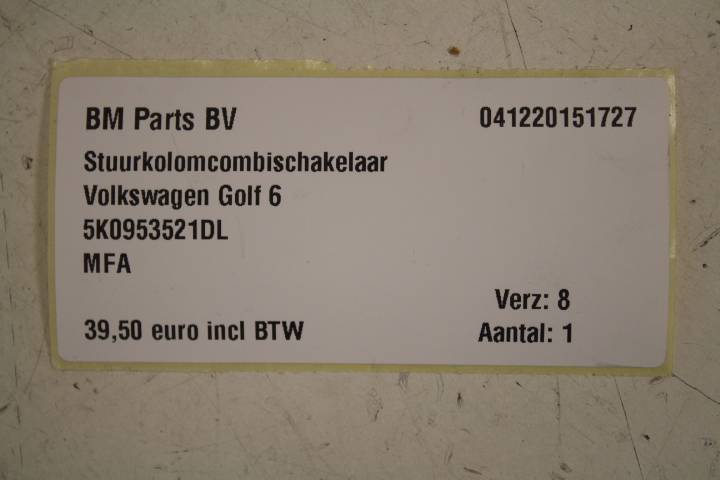 BM Parts BV 041220151727
Stuurkolomcombischakelaar
Volkswagen Golf 6
5K0953521DL
MFA
Verz: 8
39,50 euro incl BTW Aantal: 1